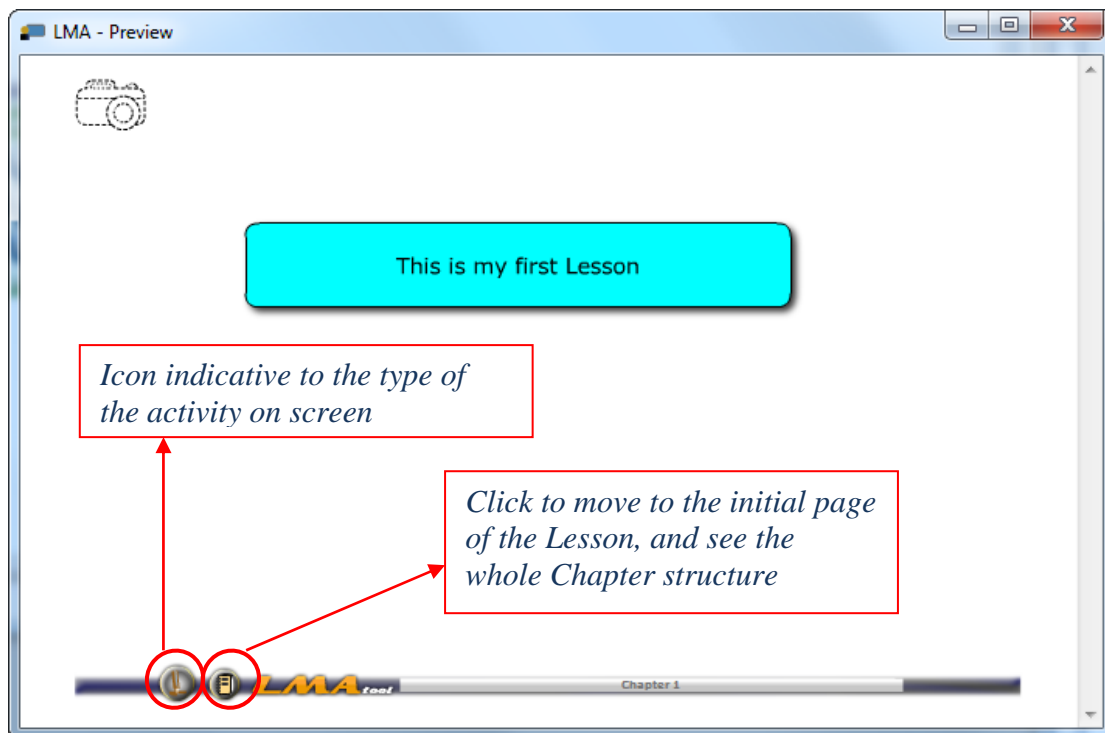 LMA - Preview
This is my first Lesson
Icon indicative to the type of
the activity on screen
Click to move to the initial page
of the Lesson, and see the
whole Chapter structure
LMA tool
Chapter 1